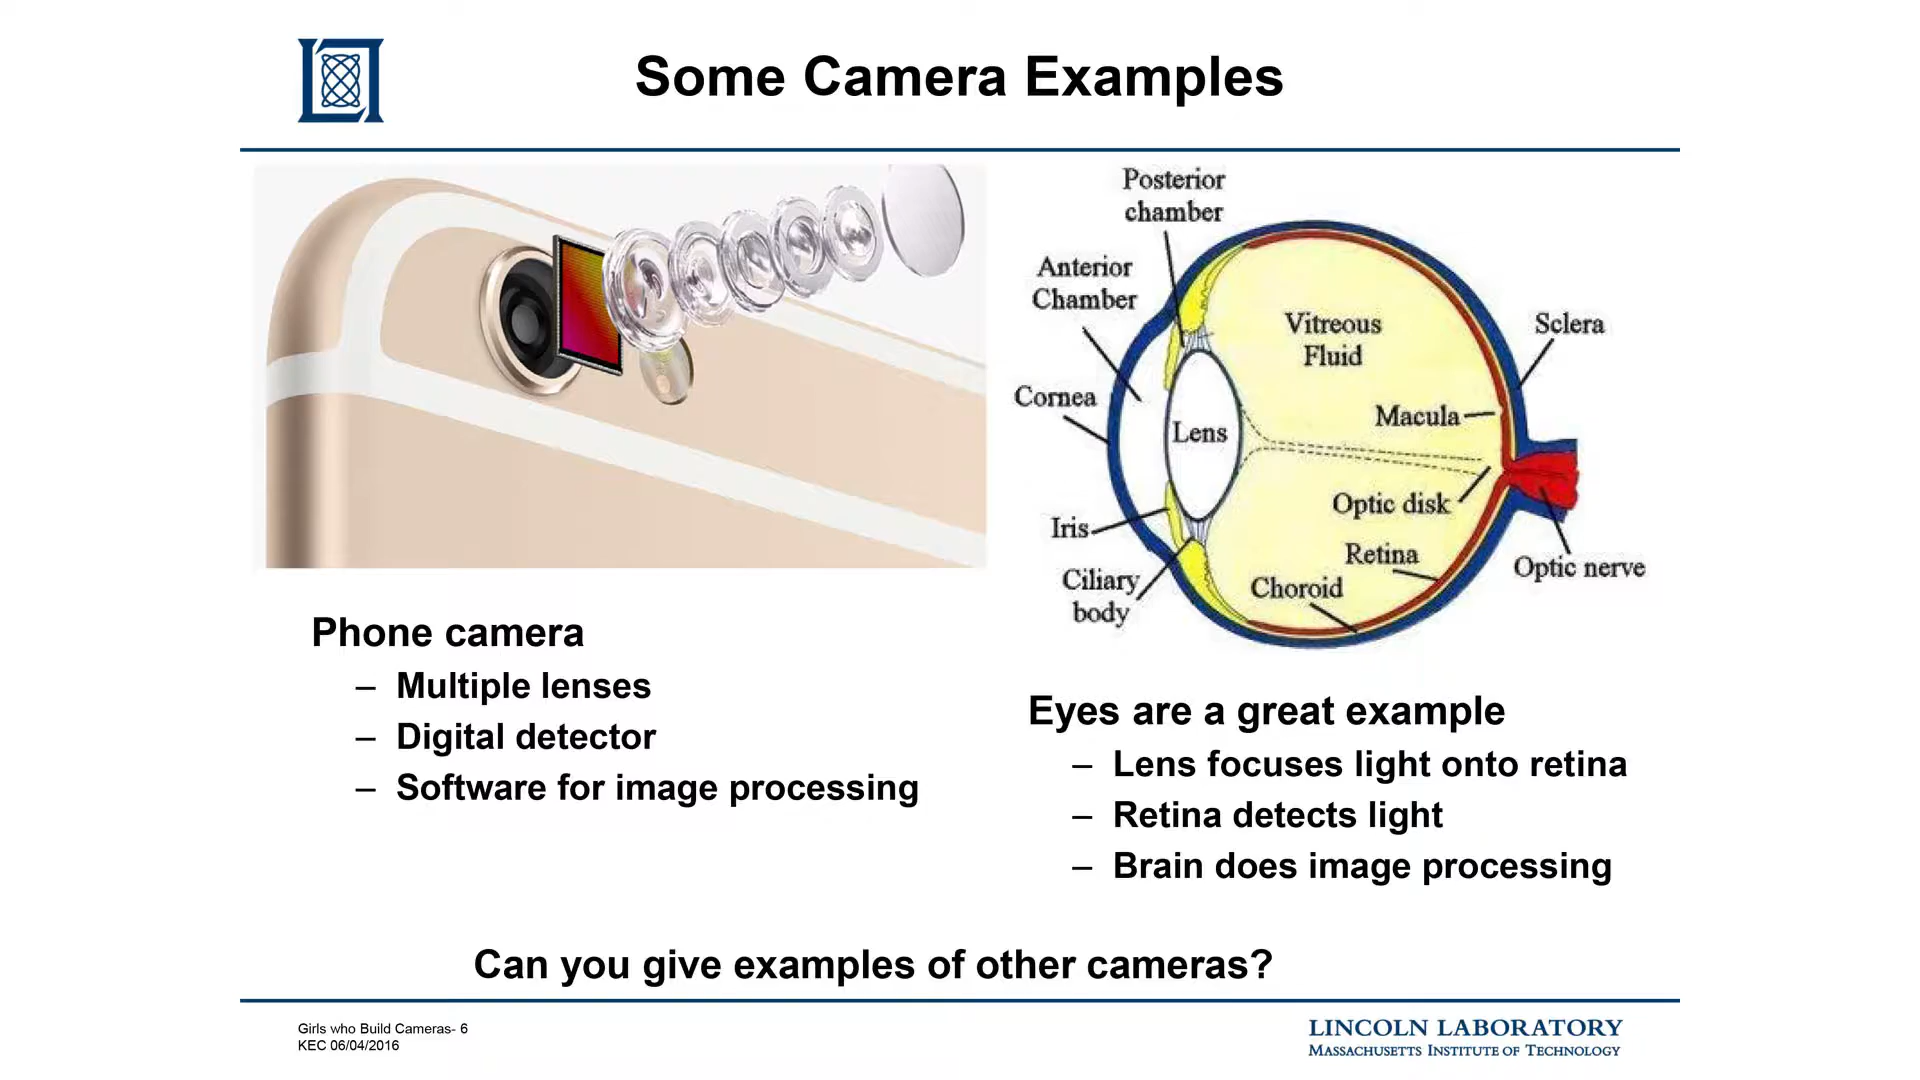 Some Camera Examples
Posterior
chamber
Anterior
Chamber
Cornea
Lens
Iris
Ciliary
body
Vitreous
Fluid
Sclera
Macula
Optic disk
Retina
Choroid
Optic nerve
Phone camera
– Multiple lenses
– Digital detector
– Software for image processing
Eyes are a great example
– Lens focuses light onto retina
– Retina detects light
– Brain does image processing
Can you give examples of other cameras?
Girls who Build Cameras- 6
KEC 06/04/2016
LINCOLN LABORATORY
MASSACHUSETTS INSTITUTE OF TECHNOLOGY